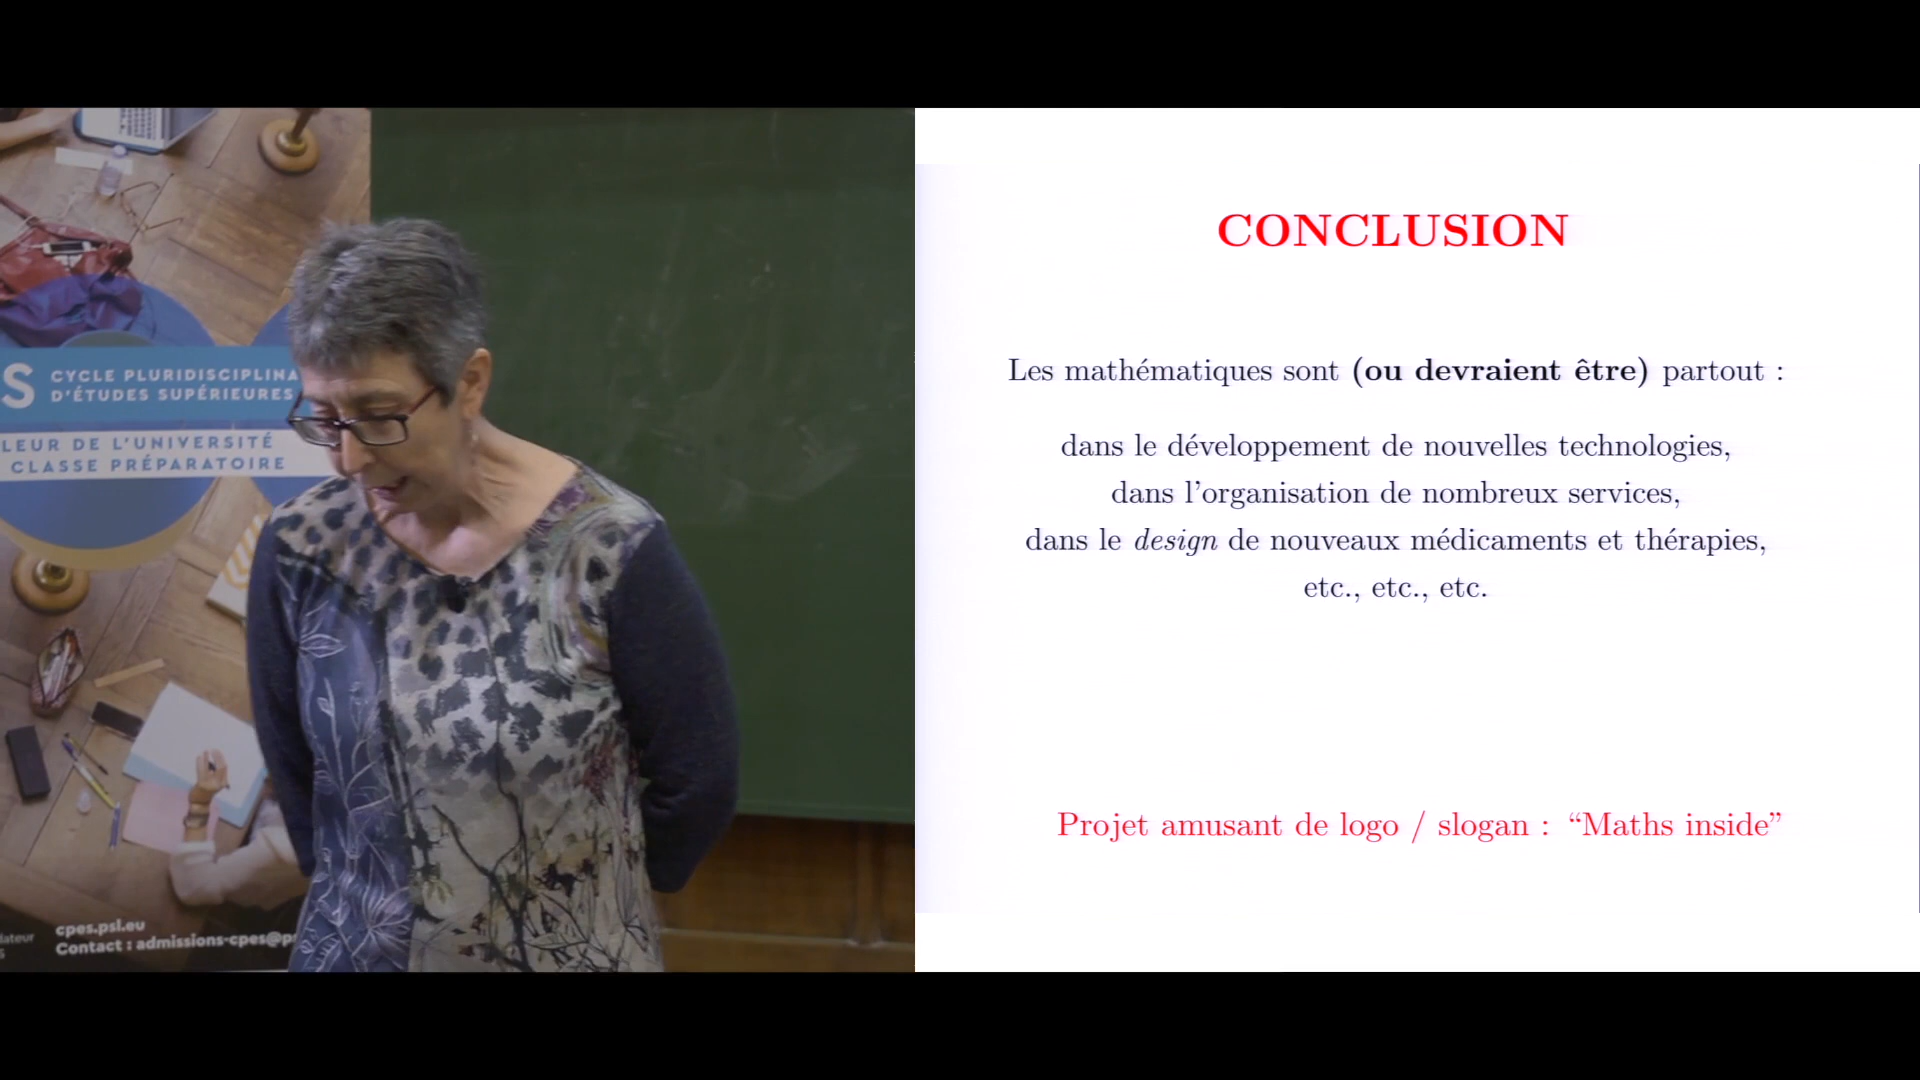 S CYCLE PLURIDISCIPLINA
D'ÉTUDES SUPÉRIEURES
LEUR DE L'UNIVERSITÉ
CLASSE PRÉPARATOIRE
cpes.psl.eu
Contact : admissions-cpes@ps
CONCLUSION
Les mathématiques sont (ou devraient être) partout :
dans le développement de nouvelles technologies,
dans l'organisation de nombreux services,
dans le design de nouveaux médicaments et thérapies,
etc., etc., etc.
Projet amusant de logo / slogan : “Maths inside”